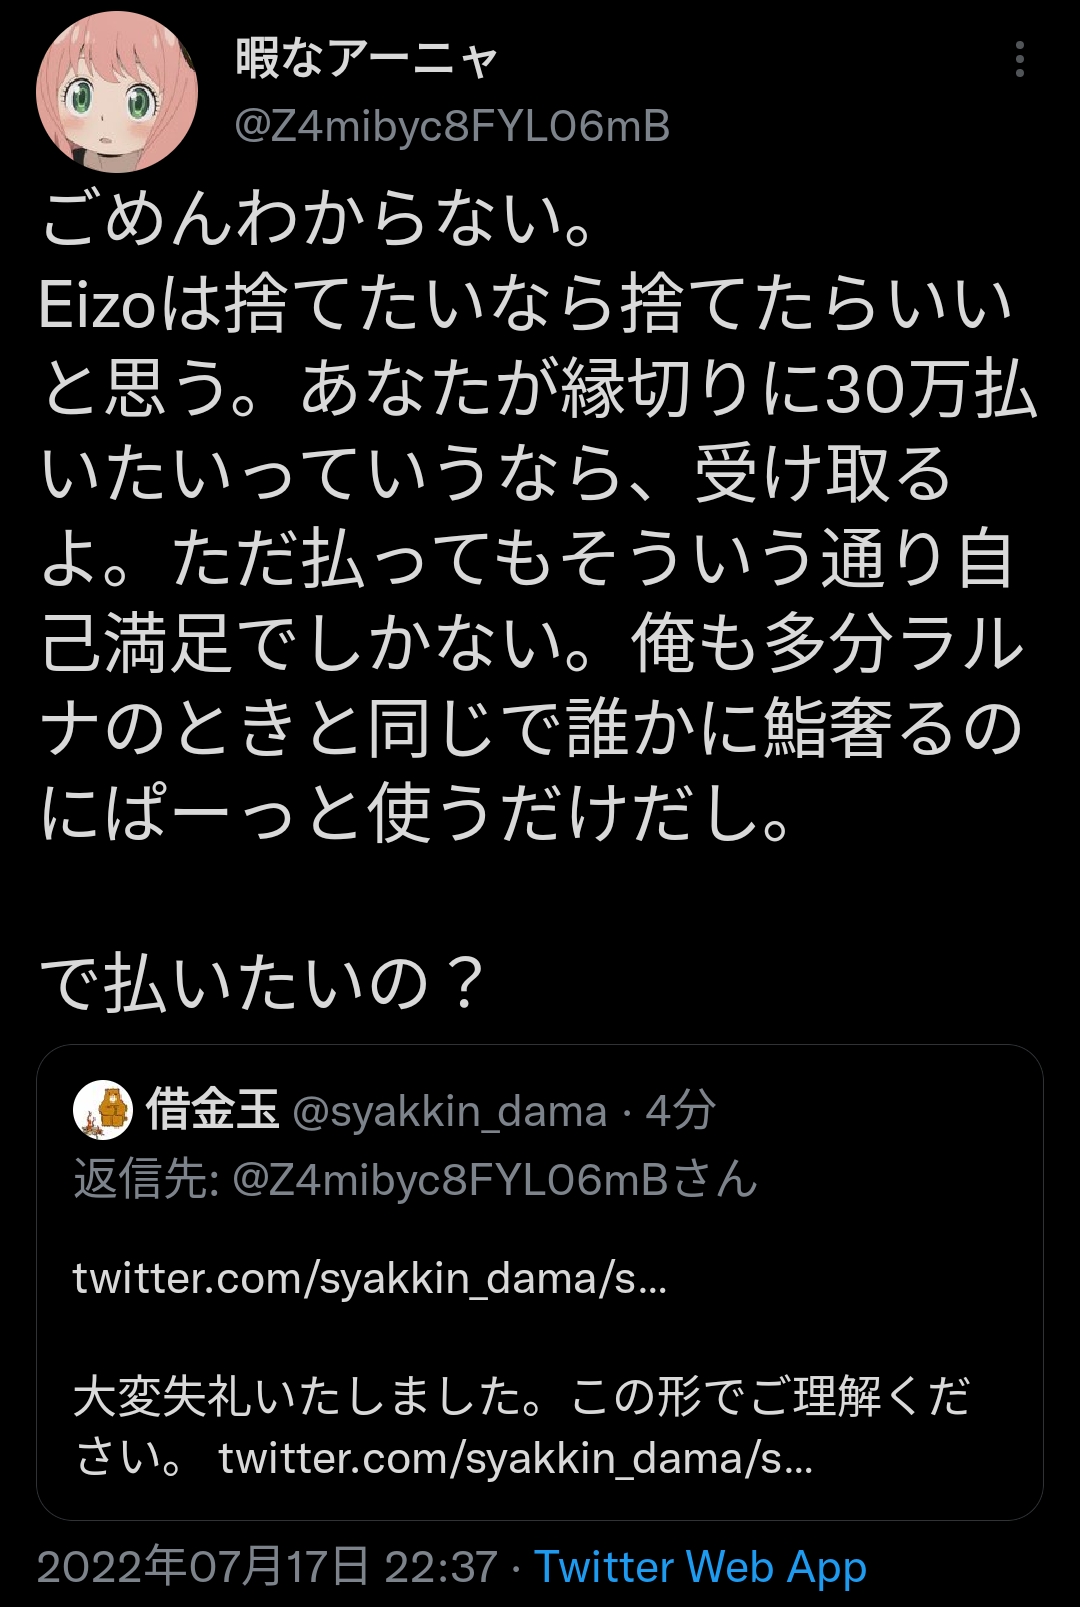 暇なアーニャ
@Z4mibyc8FYL06mB
ごめんわからない。
Eizoは捨てたいなら捨てたらいい
と思う。あなたが縁切りに30万払
いたいっていうなら、受け取る
よ。ただ払ってもそういう通り自
己満足でしかない。俺も多分ラル
ナのときと同じで誰かに鮨奢るの
にぱーっと使うだけだし。
で払いたいの？
借金玉 @syakkin_dama · 4分
返信先: @Z4mibyc8FYL06mBさん
twitter.com/syakkin_dama/s…
大変失礼いたしました。この形でご理解くだ
さい。 twitter.com/syakkin_dama/s…
2022年07月17日 22:37 · Twitter Web App